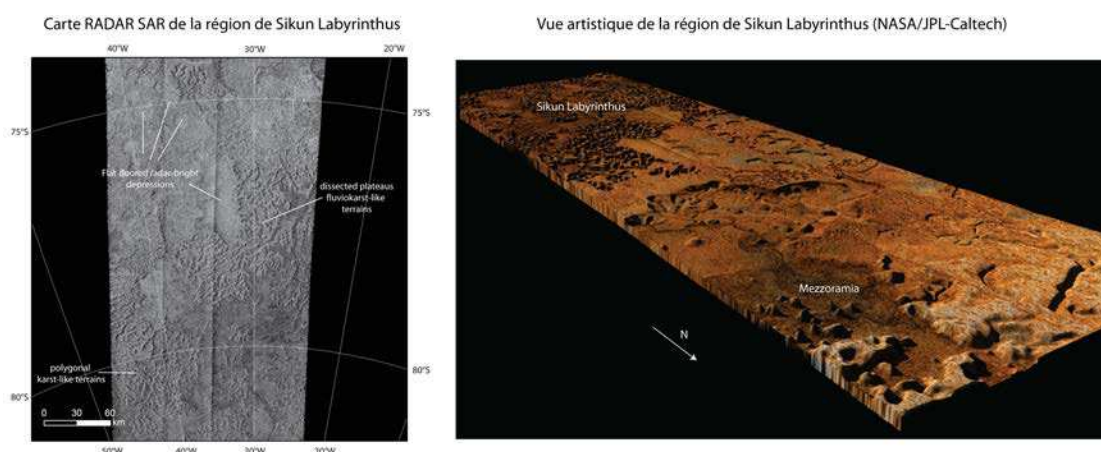 Carte RADAR SAR de la région de Sikun Labyrinthus
40°W
30°W
20°W
75°S
75°S
Flat floored radar-bright
depressions
dissected plateaus
fluviokarst-like
terrains
polygonal
karst-like terrains
80°S
80°S
0 30 60
km
50°W
40°W
30°W
20°W
Vue artistique de la région de Sikun Labyrinthus (NASA/JPL-Caltech)
Sikun Labyrinthus
Mezzoramia
N